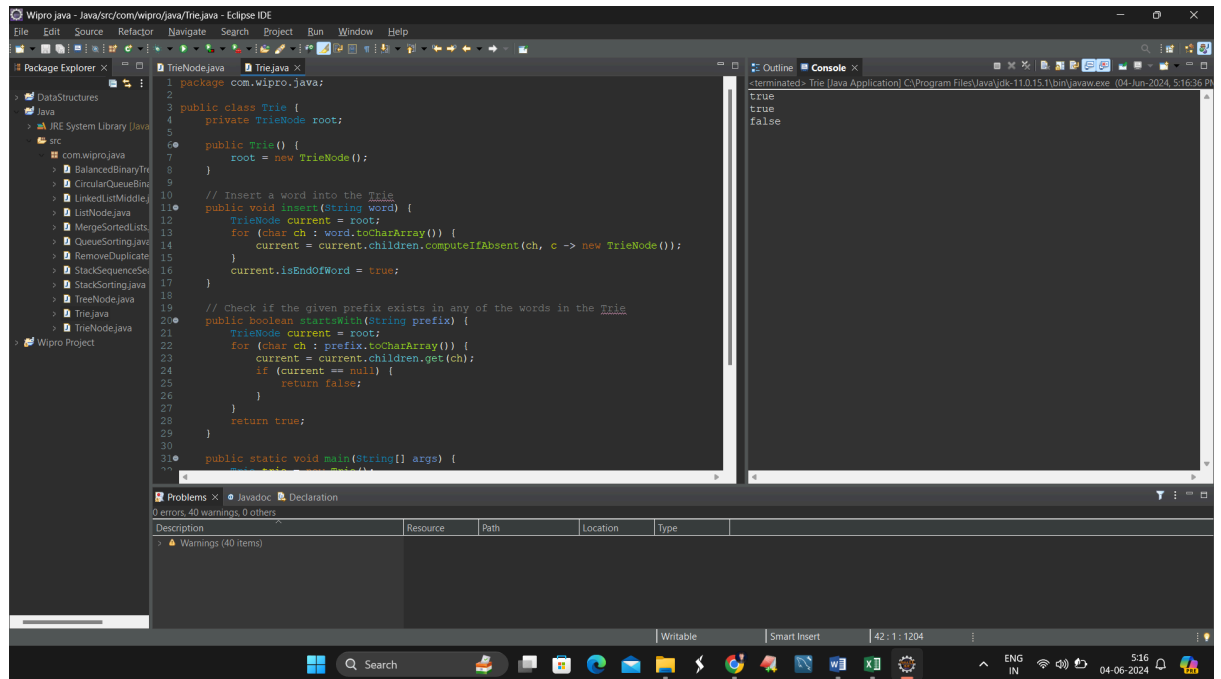 Wipro java - Java/src/com/wipro/java/Trie.java - Eclipse IDE
File Edit Source Refactor Navigate Search Project Run Window Help
Package Explorer
DataStructures
Java
JRE System Library [Java
src
com.wipro.java
BalancedBinaryTre
CircularQueueBina
LinkedListMiddle.j
ListNode.java
MergeSortedLists.
QueueSorting.java
RemoveDuplicate
StackSequenceSea
StackSorting.java
TreeNode.java
Trie.java
TrieNode.java
Wipro Project
TrieNode.java Trie.java
1 package com.wipro.java;
2
3 public class Trie {
4 private TrieNode root;
5
6 public Trie() {
7 root = new TrieNode();
8 }
9
10 // Insert a word into the Trie
11 public void insert(String word) {
12 TrieNode current = root;
13 for (char ch : word.toCharArray()) {
14 current = current.children.computeIfAbsent(ch, c -> new TrieNode());
15 }
16 current.isEndOfWord = true;
17 }
18
19 // Check if the given prefix exists in any of the words in the Trie
20 public boolean startsWith(String prefix) {
21 TrieNode current = root;
22 for (char ch : prefix.toCharArray()) {
23 current = current.children.get(ch);
24 if (current == null) {
25 return false;
26 }
27 }
28 return true;
29 }
30
31 public static void main(String[] args) {
Outline Console
<terminated> Trie [Java Application] C:\Program Files\Java\jdk-11.0.15.1\bin\javaw.exe (04-Jun-2024, 5:16:36 PM
true
true
false
Problems Javadoc Declaration
0 errors, 40 warnings, 0 others
Description Resource Path Location Type
Warnings (40 items)
Writable Smart Insert 42 : 1 : 1204
Search
ENG
IN
5:16
04-06-2024